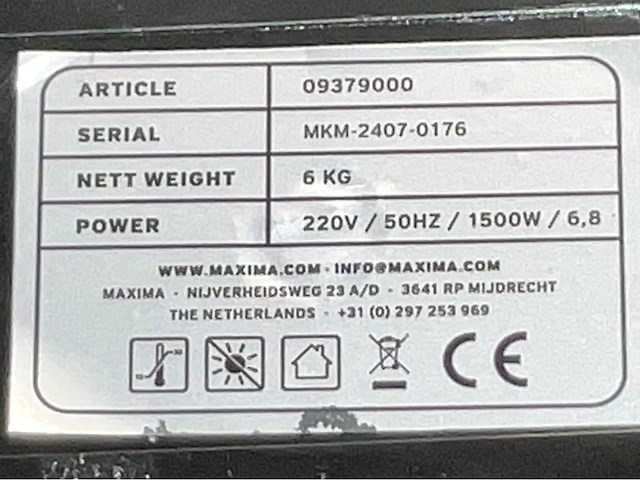 ARTICLE 09379000
SERIAL MKM-2407-0176
NETT WEIGHT 6 KG
POWER 220V / 50HZ / 1500W / 6,8
WWW.MAXIMA.COM · INFO@MAXIMA.COM
MAXIMA · NIJVERHEIDSWEG 23 A/D · 3641 RP MIJDRECHT
THE NETHERLANDS · +31 (0) 297 253 969
CE